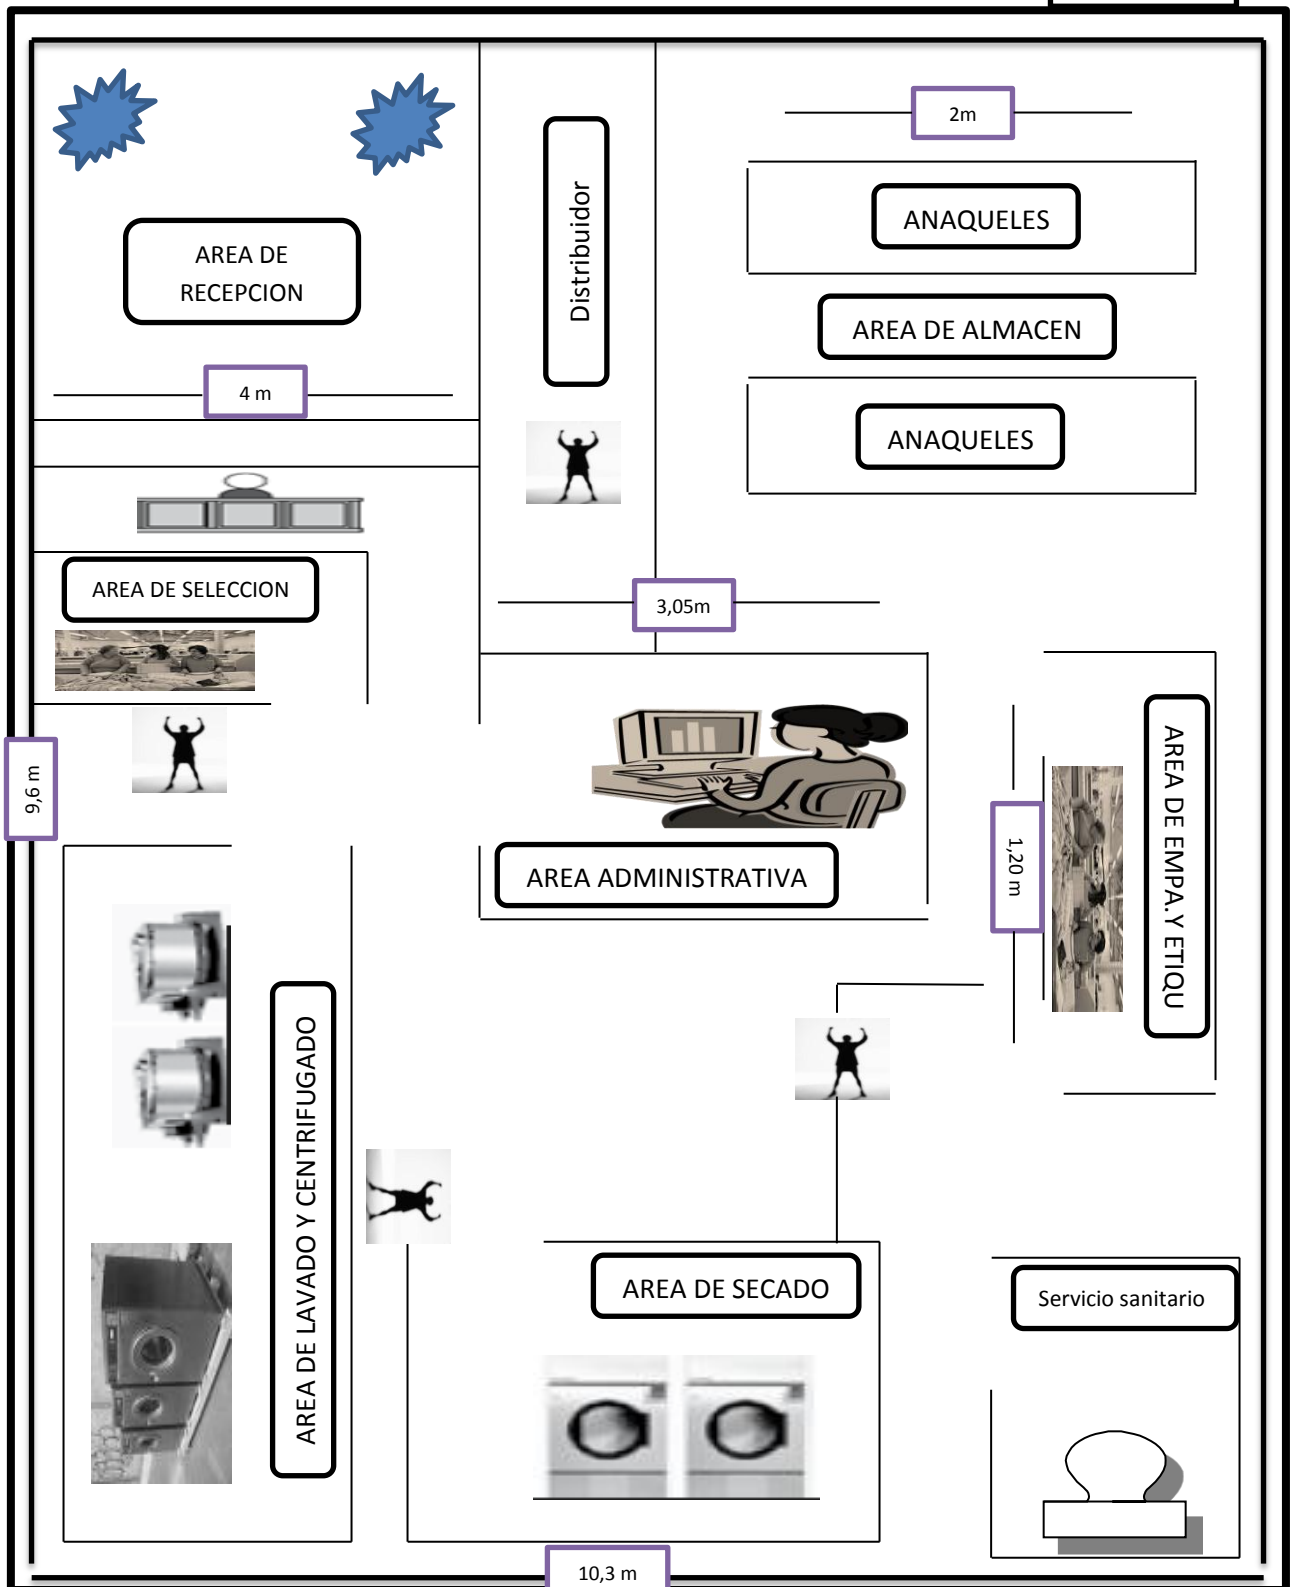 2m
Distribuidor
ANAQUELES
AREA DE
RECEPCION
AREA DE ALMACEN
4 m
ANAQUELES
AREA DE SELECCION
3,05m
9,6 m
AREA DE EMPA.Y ETIQU
1,20 m
AREA ADMINISTRATIVA
AREA DE LAVADO Y CENTRIFUGADO
AREA DE SECADO
Servicio sanitario
10,3 m